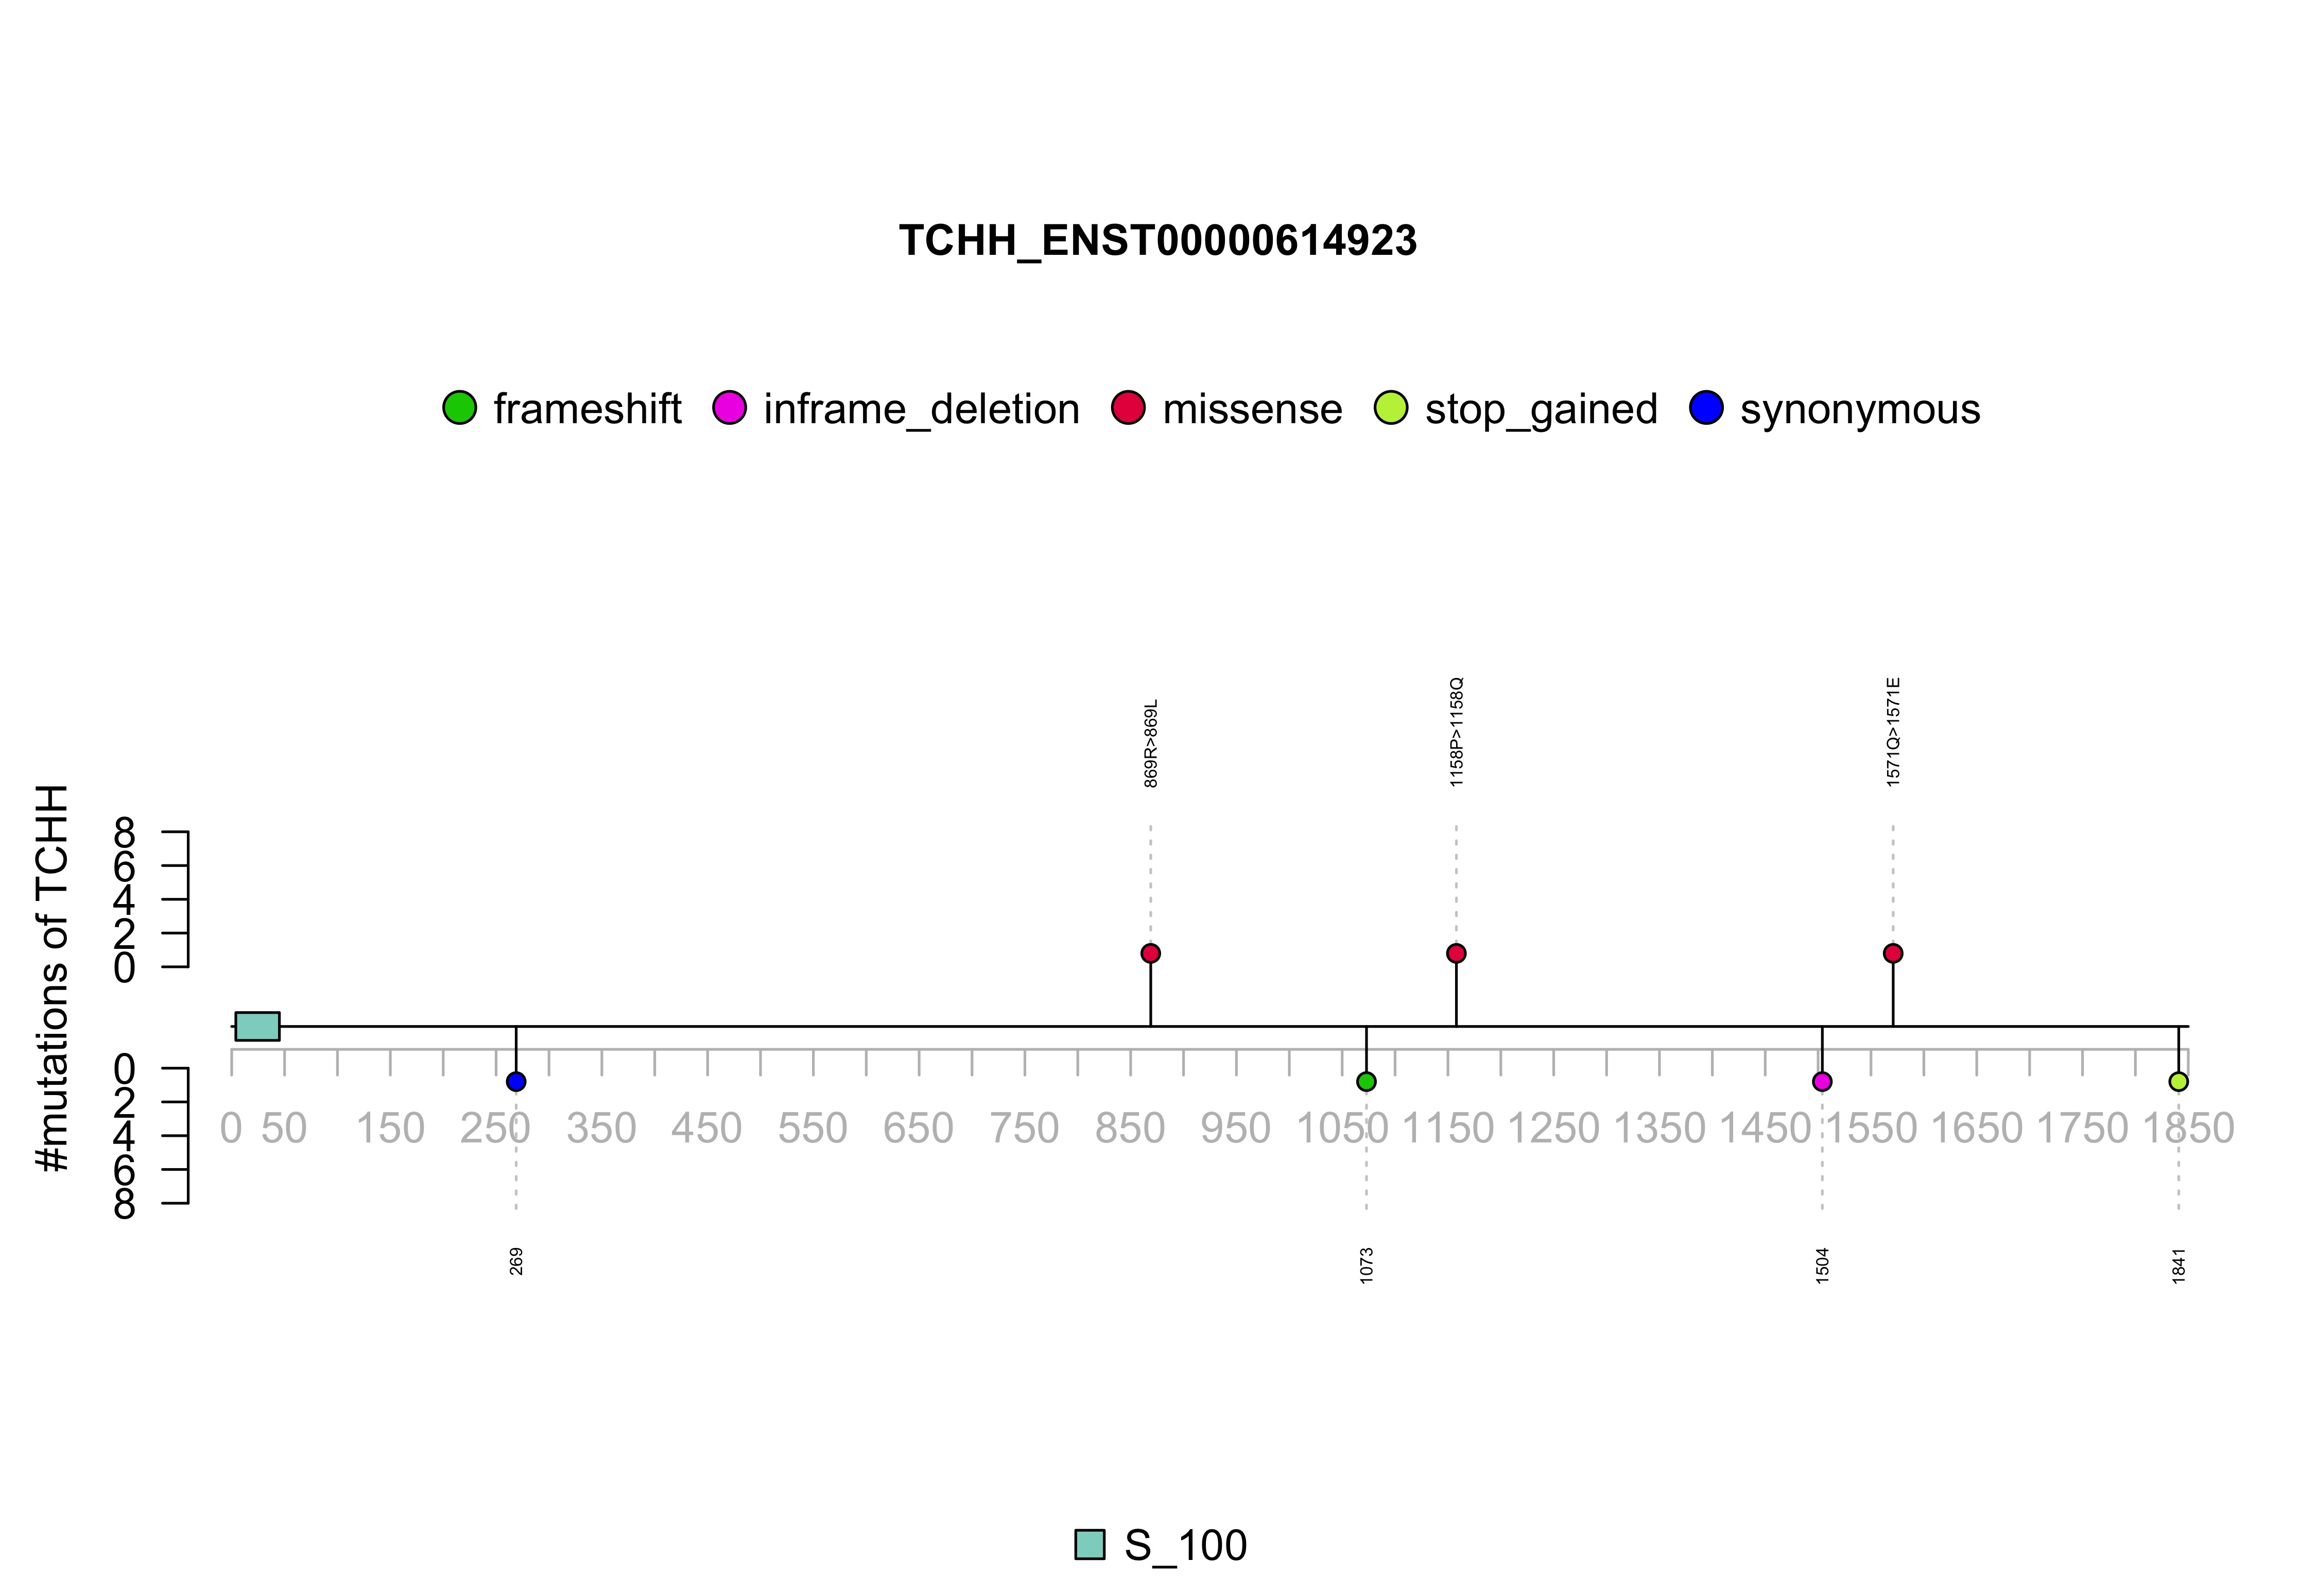 TCHH_ENST00000614923
frameshift inframe_deletion missense stop_gained synonymous
869R>869L 1158P>1158Q 1571Q>1571E
#mutations of TCHH
8
6
4
2
0
0
2
4
6
8
0 50 150 250 350 450 550 650 750 850 950 1050 1150 1250 1350 1450 1550 1650 1750 1850
269 1073 1504 1841
S_100